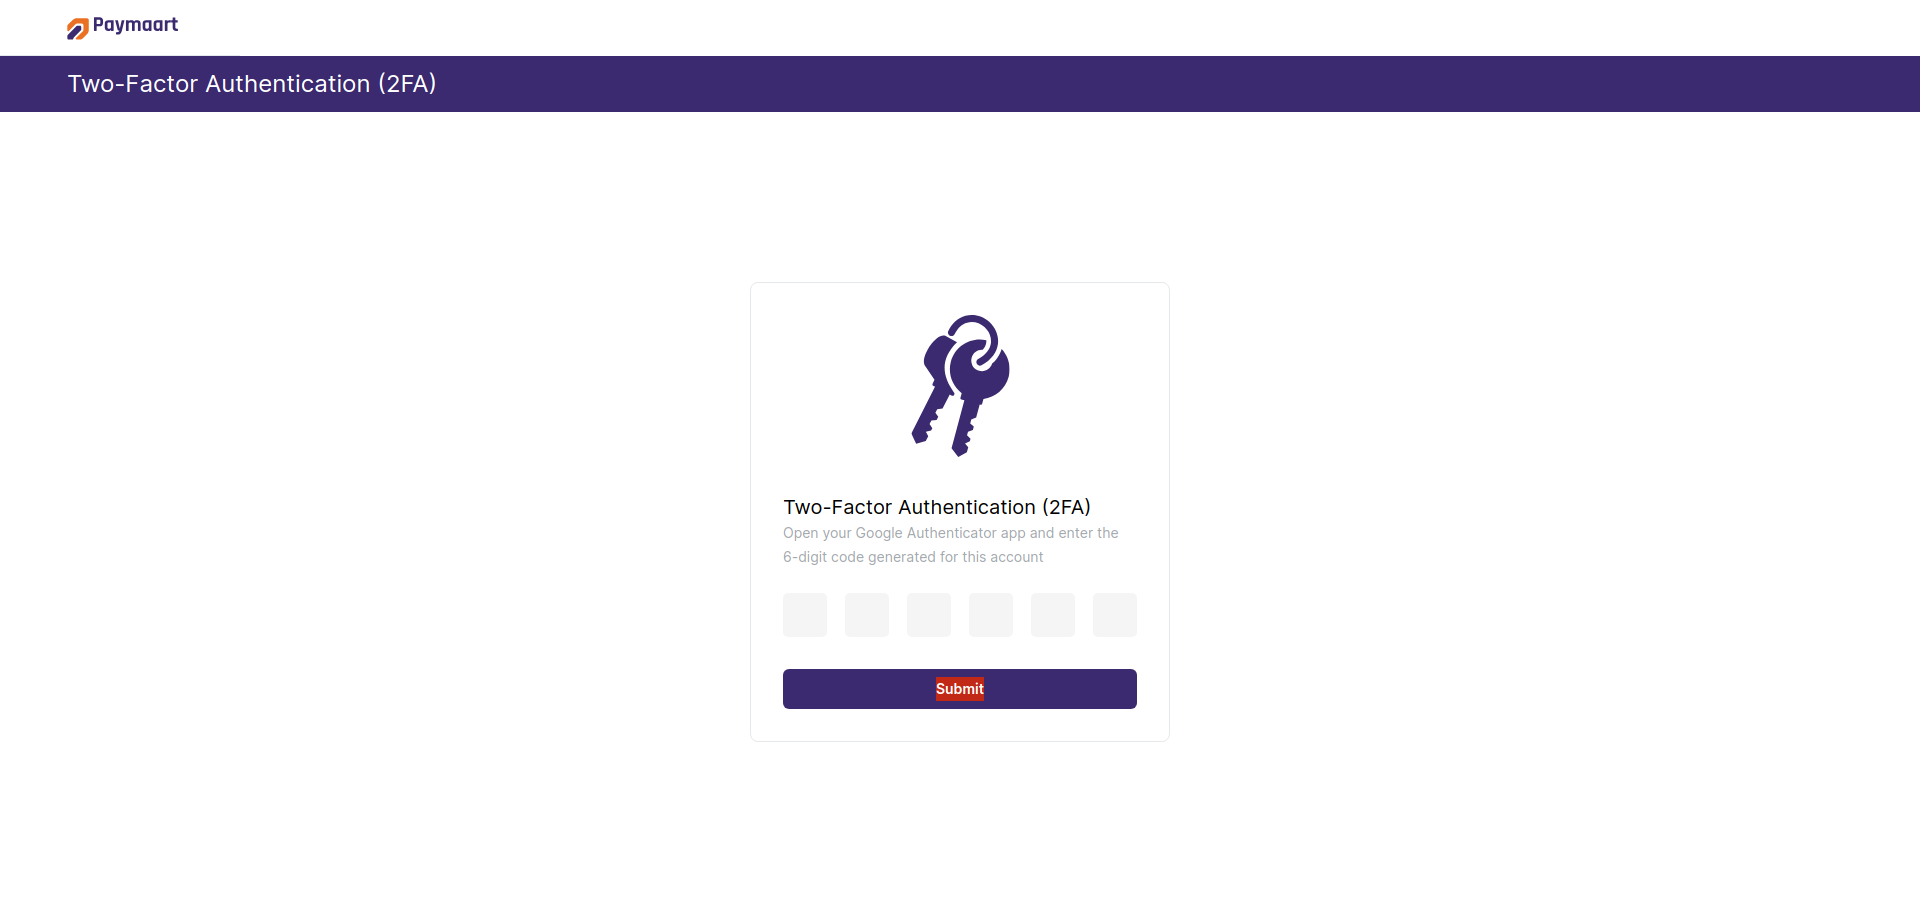 Paymaart
Two-Factor Authentication (2FA)
Two-Factor Authentication (2FA)
Open your Google Authenticator app and enter the
6-digit code generated for this account
Submit